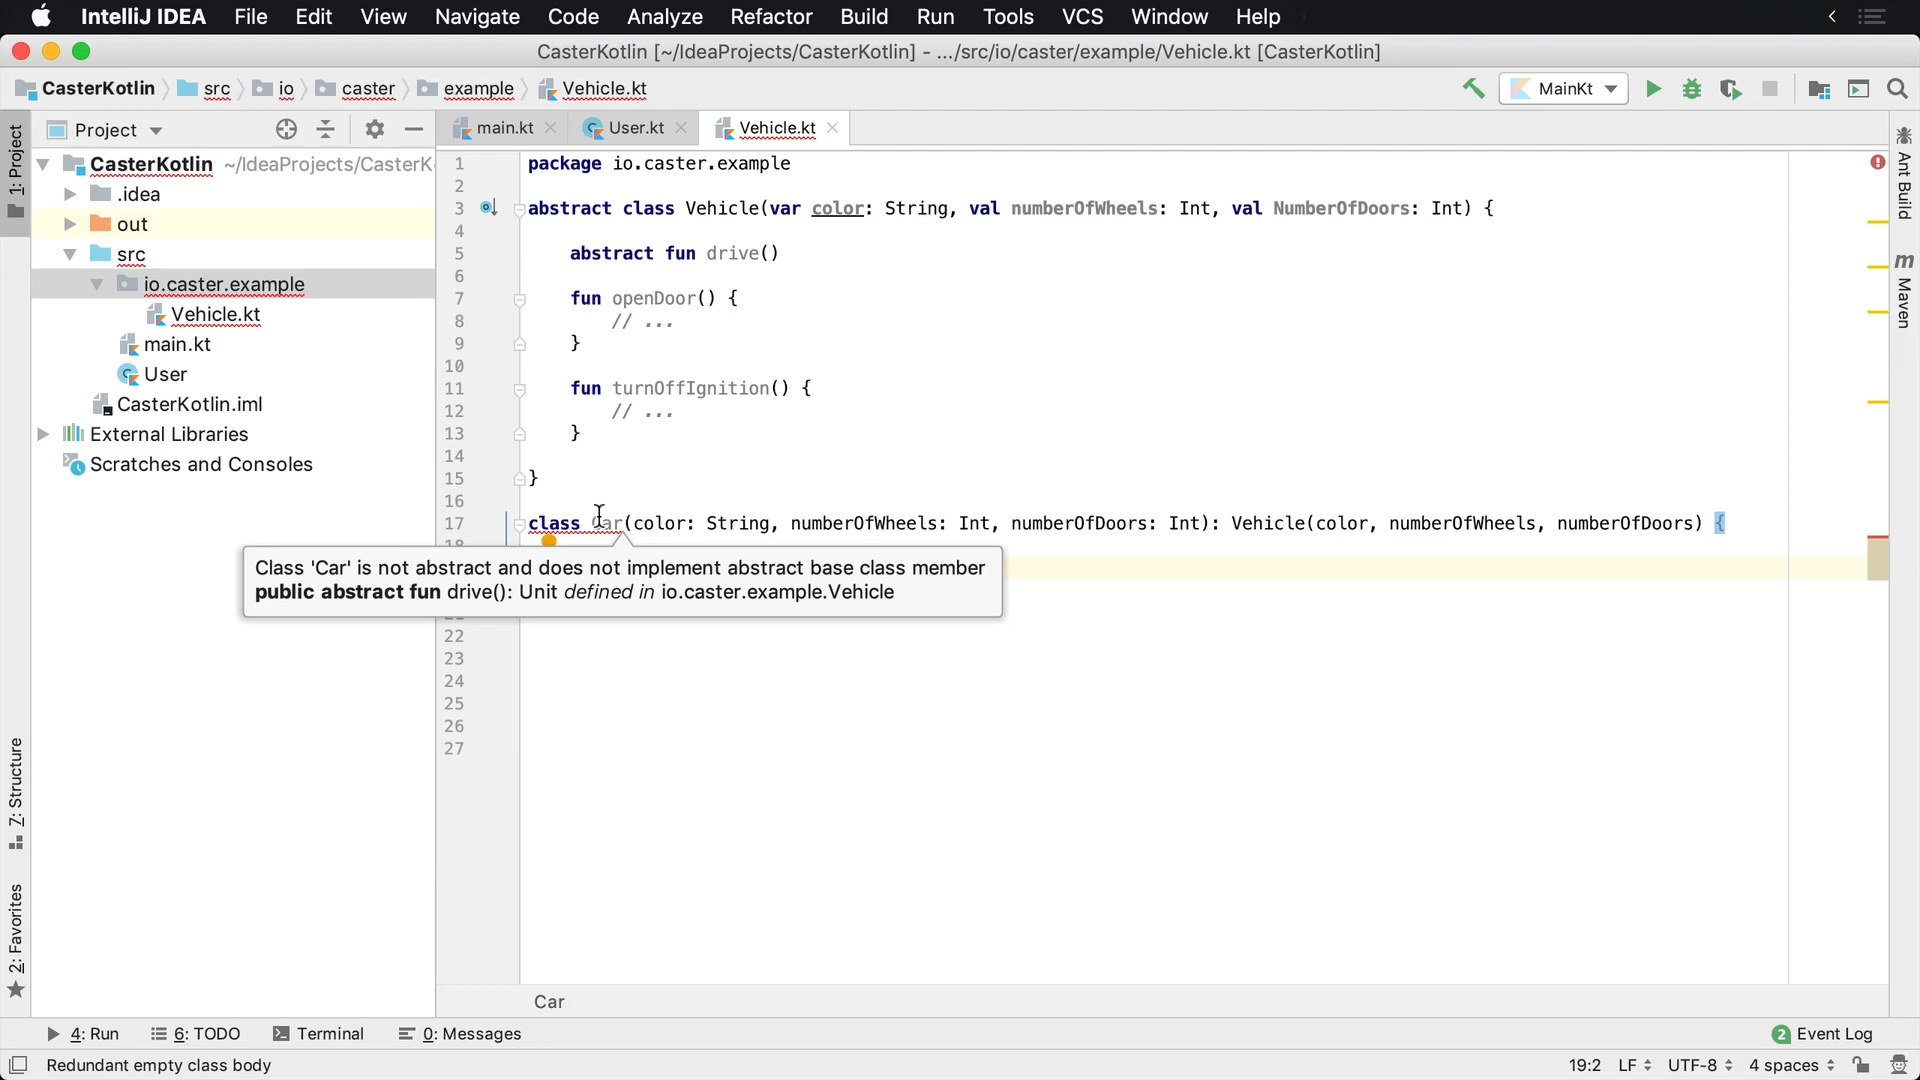 IntelliJ IDEA File Edit View Navigate Code Analyze Refactor Build Run Tools VCS Window Help
CasterKotlin [~/IdeaProjects/CasterKotlin] - .../src/io/caster/example/Vehicle.kt [CasterKotlin]
CasterKotlin src io caster example Vehicle.kt MainKt
1: Project
Project
main.kt User.kt Vehicle.kt
CasterKotlin ~/IdeaProjects/CasterK
.idea
out
src
io.caster.example
Vehicle.kt
main.kt
User
CasterKotlin.iml
External Libraries
Scratches and Consoles
1 package io.caster.example
2
3 abstract class Vehicle(var color: String, val numberOfWheels: Int, val NumberOfDoors: Int) {
4
5 abstract fun drive()
6
7 fun openDoor() {
8 // ...
9 }
10
11 fun turnOffIgnition() {
12 // ...
13 }
14
15 }
16
17 class Car(color: String, numberOfWheels: Int, numberOfDoors: Int): Vehicle(color, numberOfWheels, numberOfDoors) {
Class 'Car' is not abstract and does not implement abstract base class member
public abstract fun drive(): Unit defined in io.caster.example.Vehicle
22
23
24
25
26
27
Ant Build
m Maven
7: Structure
2: Favorites
Car
4: Run 6: TODO Terminal 0: Messages 2 Event Log
Redundant empty class body 19:2 LF UTF-8 4 spaces